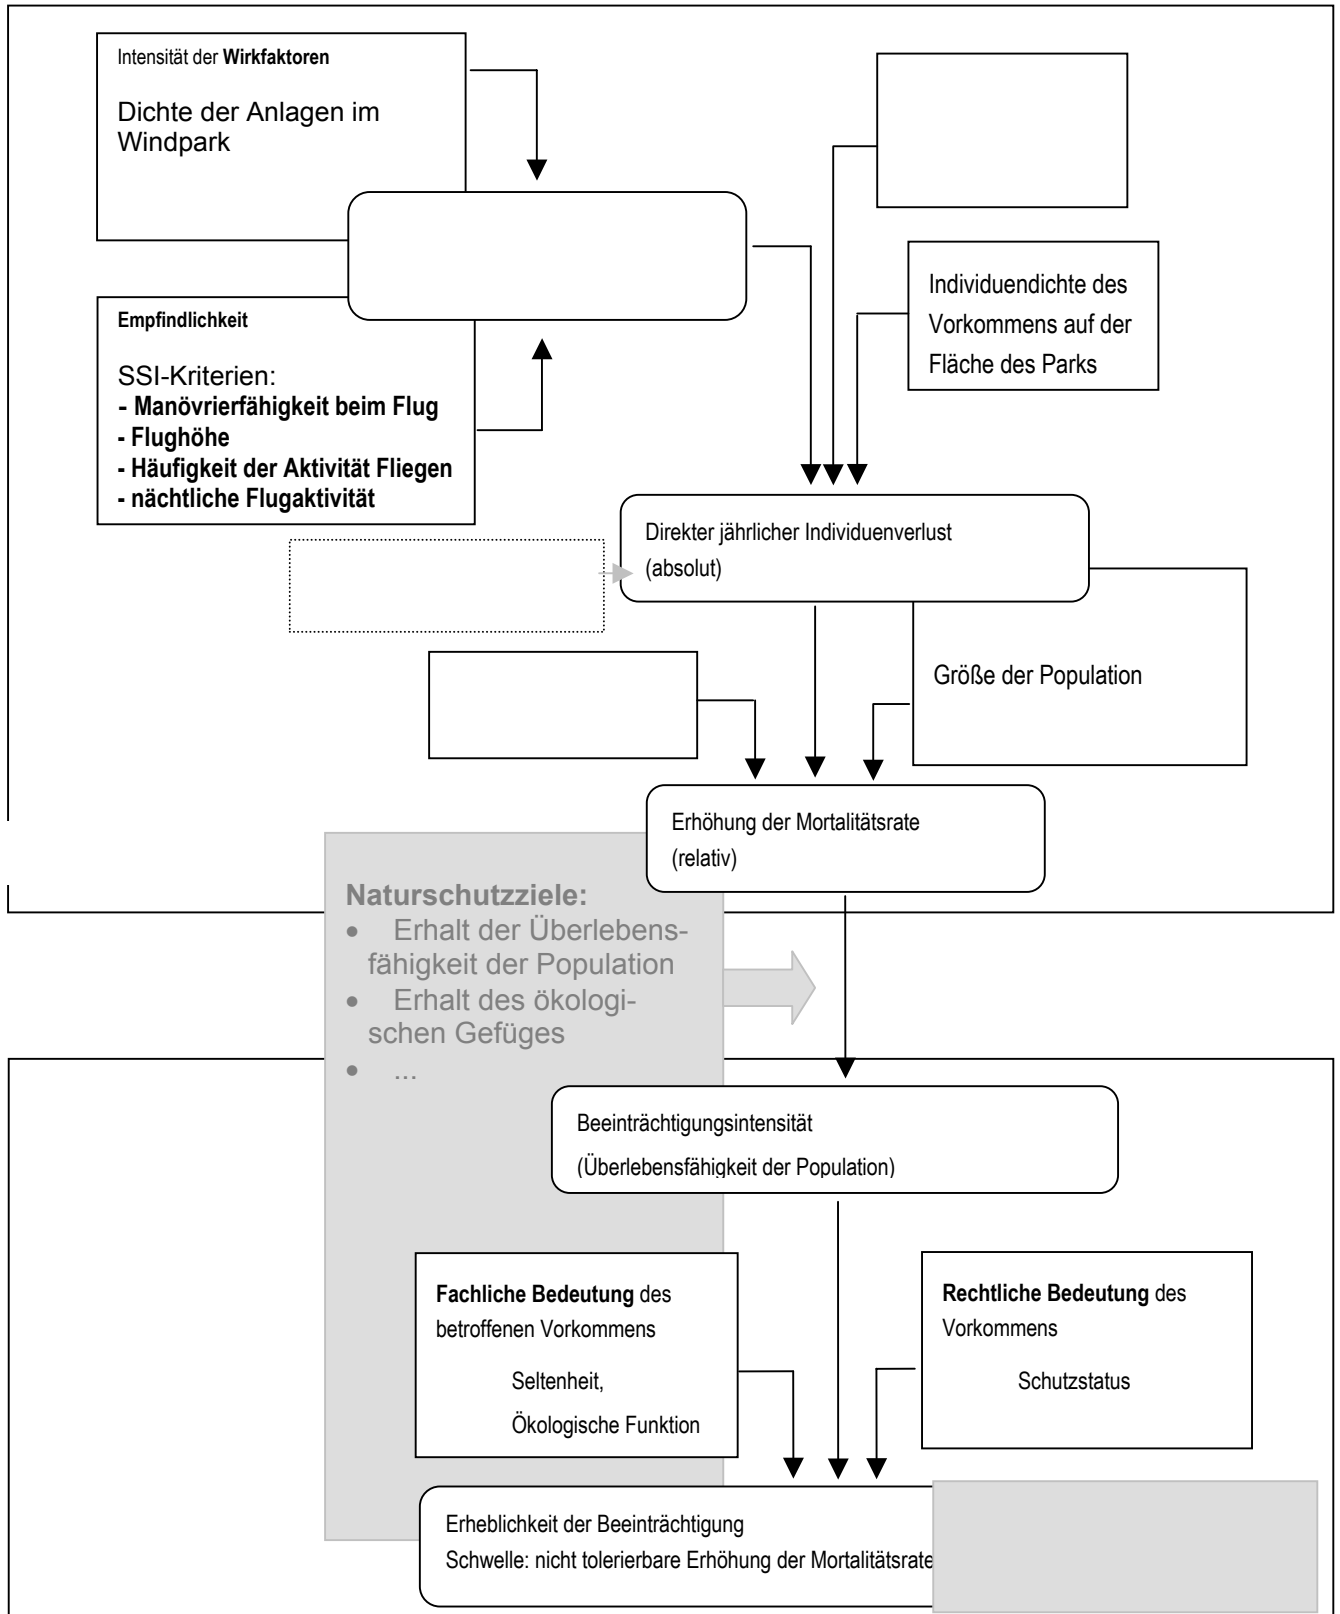 Intensität der Wirkfaktoren
Dichte der Anlagen im
Windpark
Individuendichte des
Vorkommens auf der
Fläche des Parks
Empfindlichkeit
SSI-Kriterien:
- Manövrierfähigkeit beim Flug
- Flughöhe
- Häufigkeit der Aktivität Fliegen
- nächtliche Flugaktivität
Direkter jährlicher Individuenverlust
(absolut)
Größe der Population
Erhöhung der Mortalitätsrate
(relativ)
Naturschutzziele:
• Erhalt der Überlebens-
fähigkeit der Population
• Erhalt des ökologi-
schen Gefüges
• ...
Beeinträchtigungsintensität
(Überlebensfähigkeit der Population)
Fachliche Bedeutung des
betroffenen Vorkommens
Seltenheit,
Ökologische Funktion
Rechtliche Bedeutung des
Vorkommens
Schutzstatus
Erheblichkeit der Beeinträchtigung
Schwelle: nicht tolerierbare Erhöhung der Mortalitätsrate